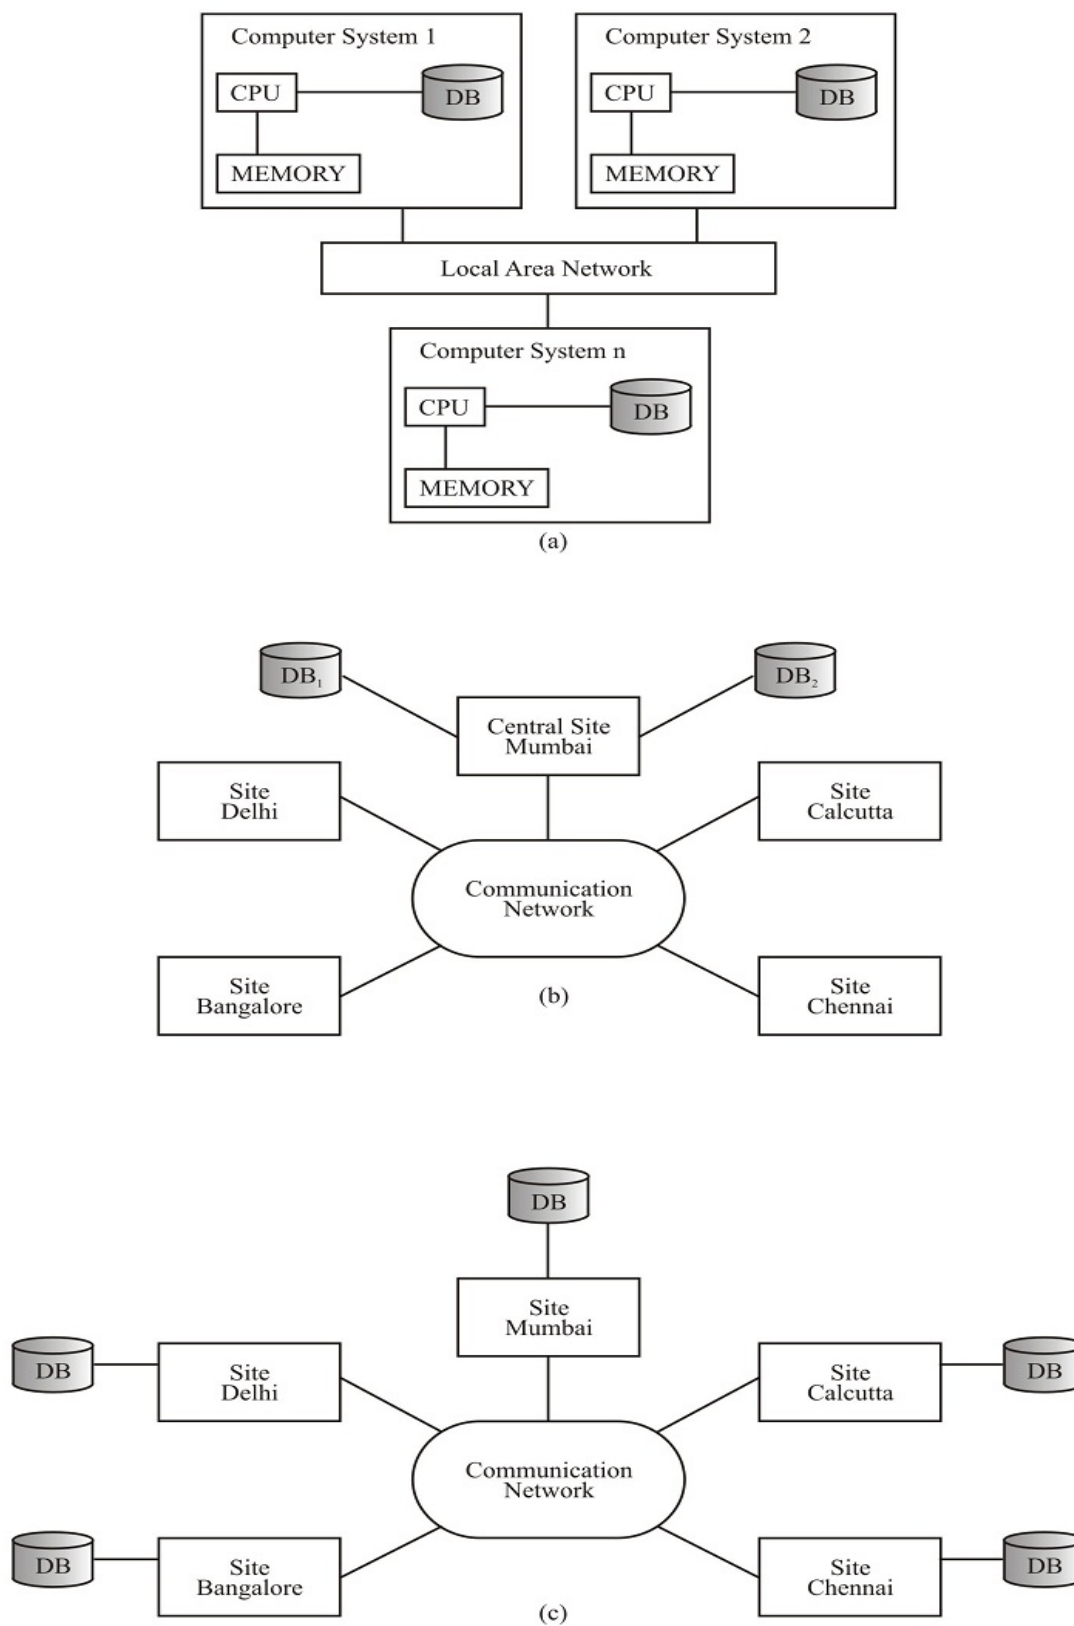 Computer System 1
CPU
DB
MEMORY
Computer System 2
CPU
DB
MEMORY
Local Area Network
Computer System n
CPU
DB
MEMORY
(a)
DB₁
DB₂
Central Site
Mumbai
Site
Delhi
Site
Calcutta
Communication
Network
Site
Bangalore
Site
Chennai
(b)
DB
Site
Mumbai
DB
Site
Delhi
Site
Calcutta
DB
Communication
Network
DB
Site
Bangalore
Site
Chennai
DB
(c)